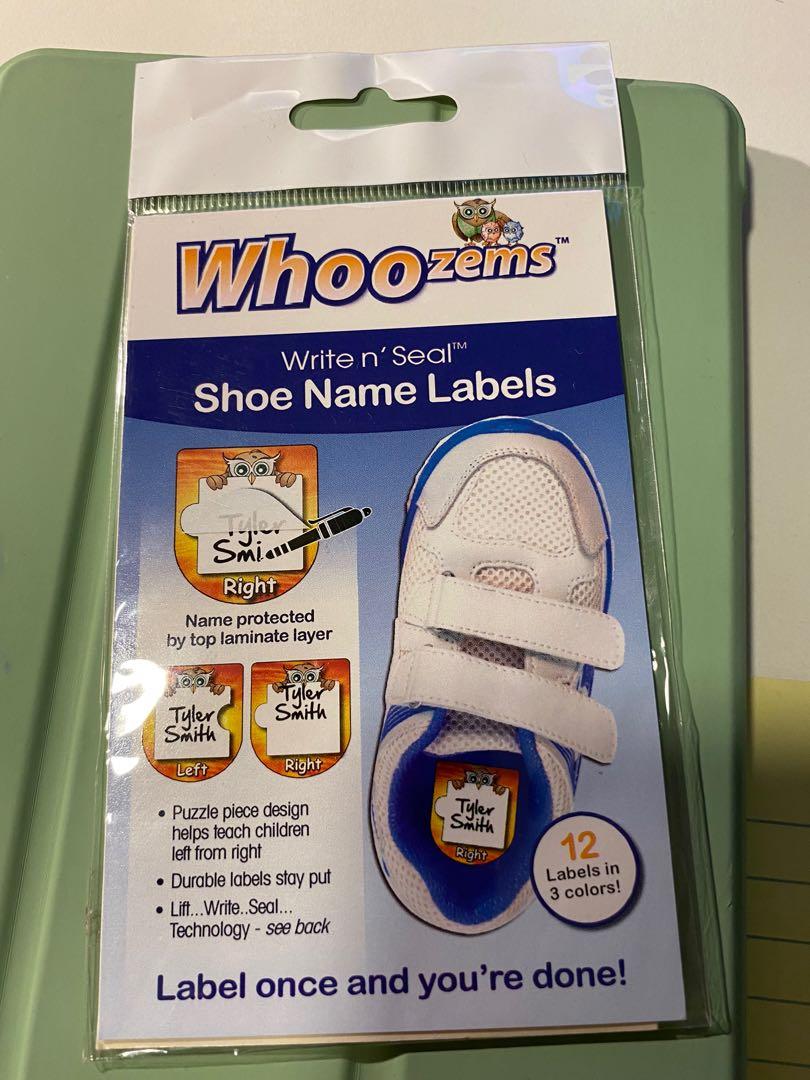 Whoozems™
Write n' Seal™
Shoe Name Labels
Tyler
Smi
Right
Name protected
by top laminate layer
Tyler
Smith
Left
Tyler
Smith
Right
• Puzzle piece design
helps teach children
left from right
• Durable labels stay put
• Lift...Write..Seal...
Technology - see back
Tyler
Smith
Right
12
Labels in
3 colors!
Label once and you're done!